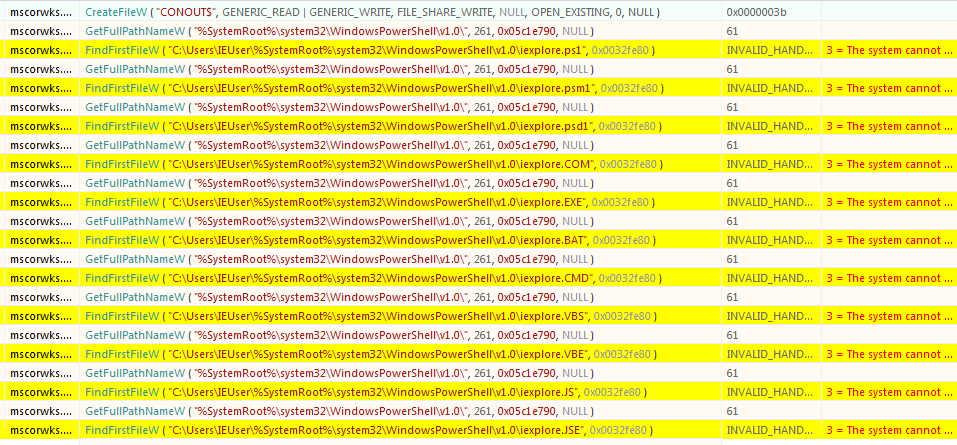 mscorwks.... CreateFileW ( "CONOUT$", GENERIC_READ | GENERIC_WRITE, FILE_SHARE_WRITE, NULL, OPEN_EXISTING, 0, NULL ) 0x0000003b
mscorwks.... GetFullPathNameW ( "%SystemRoot%\system32\WindowsPowerShell\v1.0\", 261, 0x05c1e790, NULL ) 61
mscorwks.... FindFirstFileW ( "C:\Users\IEUser\%SystemRoot%\system32\WindowsPowerShell\v1.0\iexplore.ps1", 0x0032fe80 ) INVALID_HAND... 3 = The system cannot ...
mscorwks.... GetFullPathNameW ( "%SystemRoot%\system32\WindowsPowerShell\v1.0\", 261, 0x05c1e790, NULL ) 61
mscorwks.... FindFirstFileW ( "C:\Users\IEUser\%SystemRoot%\system32\WindowsPowerShell\v1.0\iexplore.psm1", 0x0032fe80 ) INVALID_HAND... 3 = The system cannot ...
mscorwks.... GetFullPathNameW ( "%SystemRoot%\system32\WindowsPowerShell\v1.0\", 261, 0x05c1e790, NULL ) 61
mscorwks.... FindFirstFileW ( "C:\Users\IEUser\%SystemRoot%\system32\WindowsPowerShell\v1.0\iexplore.psd1", 0x0032fe80 ) INVALID_HAND... 3 = The system cannot ...
mscorwks.... GetFullPathNameW ( "%SystemRoot%\system32\WindowsPowerShell\v1.0\", 261, 0x05c1e790, NULL ) 61
mscorwks.... FindFirstFileW ( "C:\Users\IEUser\%SystemRoot%\system32\WindowsPowerShell\v1.0\iexplore.COM", 0x0032fe80 ) INVALID_HAND... 3 = The system cannot ...
mscorwks.... GetFullPathNameW ( "%SystemRoot%\system32\WindowsPowerShell\v1.0\", 261, 0x05c1e790, NULL ) 61
mscorwks.... FindFirstFileW ( "C:\Users\IEUser\%SystemRoot%\system32\WindowsPowerShell\v1.0\iexplore.EXE", 0x0032fe80 ) INVALID_HAND... 3 = The system cannot ...
mscorwks.... GetFullPathNameW ( "%SystemRoot%\system32\WindowsPowerShell\v1.0\", 261, 0x05c1e790, NULL ) 61
mscorwks.... FindFirstFileW ( "C:\Users\IEUser\%SystemRoot%\system32\WindowsPowerShell\v1.0\iexplore.BAT", 0x0032fe80 ) INVALID_HAND... 3 = The system cannot ...
mscorwks.... GetFullPathNameW ( "%SystemRoot%\system32\WindowsPowerShell\v1.0\", 261, 0x05c1e790, NULL ) 61
mscorwks.... FindFirstFileW ( "C:\Users\IEUser\%SystemRoot%\system32\WindowsPowerShell\v1.0\iexplore.CMD", 0x0032fe80 ) INVALID_HAND... 3 = The system cannot ...
mscorwks.... GetFullPathNameW ( "%SystemRoot%\system32\WindowsPowerShell\v1.0\", 261, 0x05c1e790, NULL ) 61
mscorwks.... FindFirstFileW ( "C:\Users\IEUser\%SystemRoot%\system32\WindowsPowerShell\v1.0\iexplore.VBS", 0x0032fe80 ) INVALID_HAND... 3 = The system cannot ...
mscorwks.... GetFullPathNameW ( "%SystemRoot%\system32\WindowsPowerShell\v1.0\", 261, 0x05c1e790, NULL ) 61
mscorwks.... FindFirstFileW ( "C:\Users\IEUser\%SystemRoot%\system32\WindowsPowerShell\v1.0\iexplore.VBE", 0x0032fe80 ) INVALID_HAND... 3 = The system cannot ...
mscorwks.... GetFullPathNameW ( "%SystemRoot%\system32\WindowsPowerShell\v1.0\", 261, 0x05c1e790, NULL ) 61
mscorwks.... FindFirstFileW ( "C:\Users\IEUser\%SystemRoot%\system32\WindowsPowerShell\v1.0\iexplore.JS", 0x0032fe80 ) INVALID_HAND... 3 = The system cannot ...
mscorwks.... GetFullPathNameW ( "%SystemRoot%\system32\WindowsPowerShell\v1.0\", 261, 0x05c1e790, NULL ) 61
mscorwks.... FindFirstFileW ( "C:\Users\IEUser\%SystemRoot%\system32\WindowsPowerShell\v1.0\iexplore.JSE", 0x0032fe80 ) INVALID_HAND... 3 = The system cannot ...